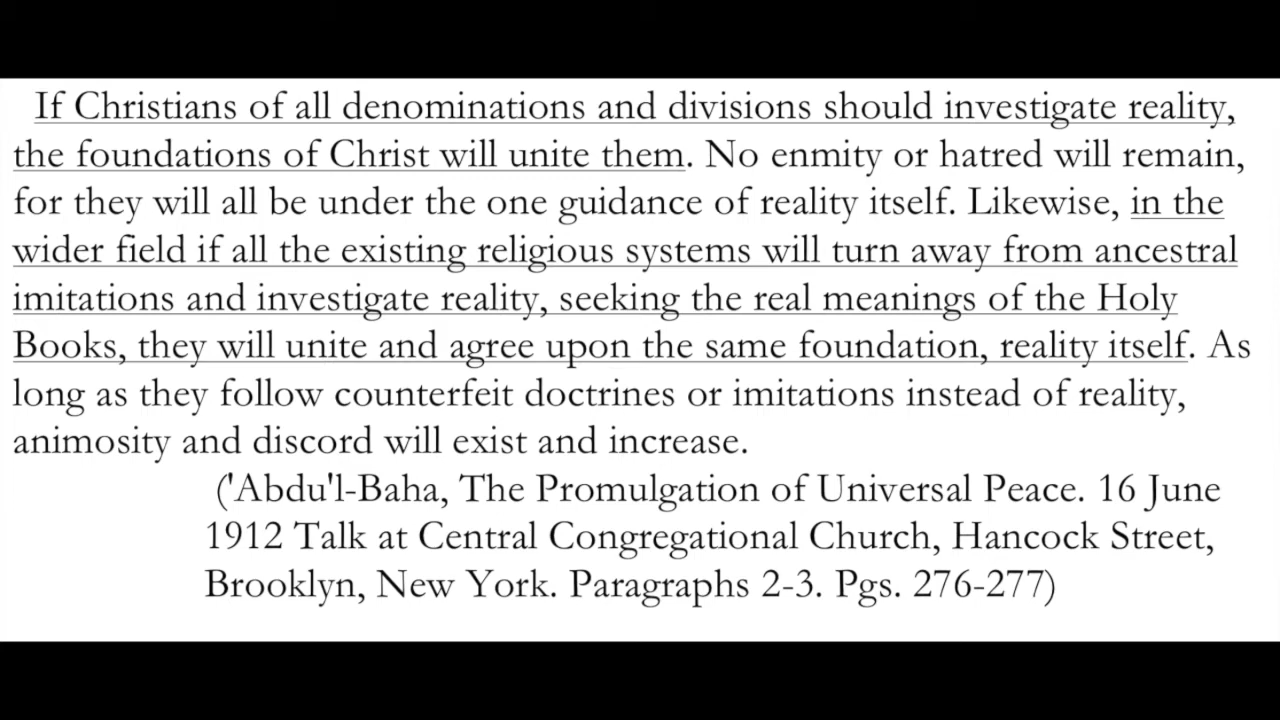 If Christians of all denominations and divisions should investigate reality,
the foundations of Christ will unite them. No enmity or hatred will remain,
for they will all be under the one guidance of reality itself. Likewise, in the
wider field if all the existing religious systems will turn away from ancestral
imitations and investigate reality, seeking the real meanings of the Holy
Books, they will unite and agree upon the same foundation, reality itself. As
long as they follow counterfeit doctrines or imitations instead of reality,
animosity and discord will exist and increase.
('Abdu'l-Baha, The Promulgation of Universal Peace. 16 June
1912 Talk at Central Congregational Church, Hancock Street,
Brooklyn, New York. Paragraphs 2-3. Pgs. 276-277)